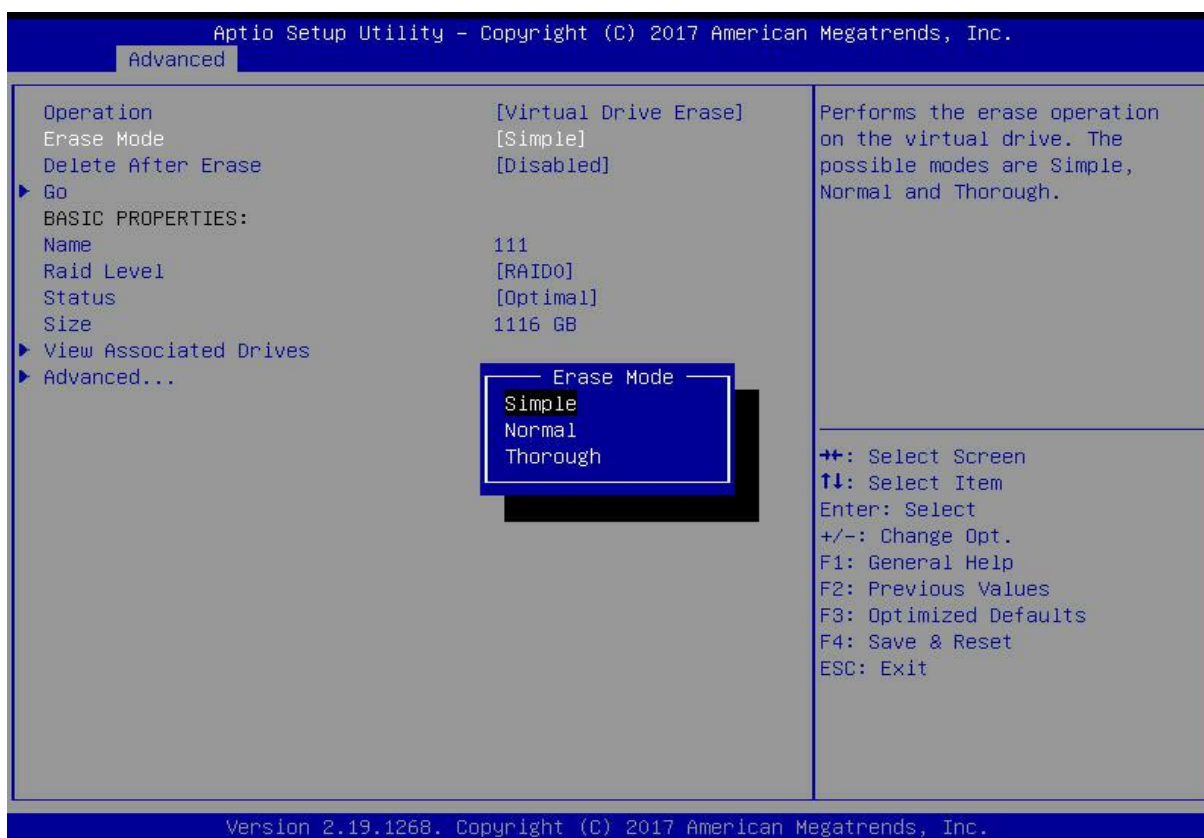 Aptio Setup Utility – Copyright (C) 2017 American Megatrends, Inc.
Advanced
Operation [Virtual Drive Erase]
Erase Mode [Simple]
Delete After Erase [Disabled]
▶ Go
BASIC PROPERTIES:
Name 111
Raid Level [RAID0]
Status [Optimal]
Size 1116 GB
▶ View Associated Drives
▶ Advanced...
Erase Mode
Simple
Normal
Thorough
Performs the erase operation
on the virtual drive. The
possible modes are Simple,
Normal and Thorough.
→←: Select Screen
↑↓: Select Item
Enter: Select
+/-: Change Opt.
F1: General Help
F2: Previous Values
F3: Optimized Defaults
F4: Save & Reset
ESC: Exit
Version 2.19.1268. Copyright (C) 2017 American Megatrends, Inc.